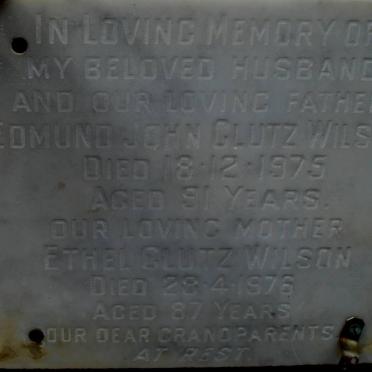 IN LOVING MEMORY OF
MY BELOVED HUSBAND
AND OUR LOVING FATHER
EDMUND JOHN CLUTZ WILSON
DIED 18·12·1975
AGED 91 YEARS.
OUR LOVING MOTHER
ETHEL CLUTZ WILSON
DIED 28·4·1976
AGED 87 YEARS
OUR DEAR GRANDPARENTS
AT REST.